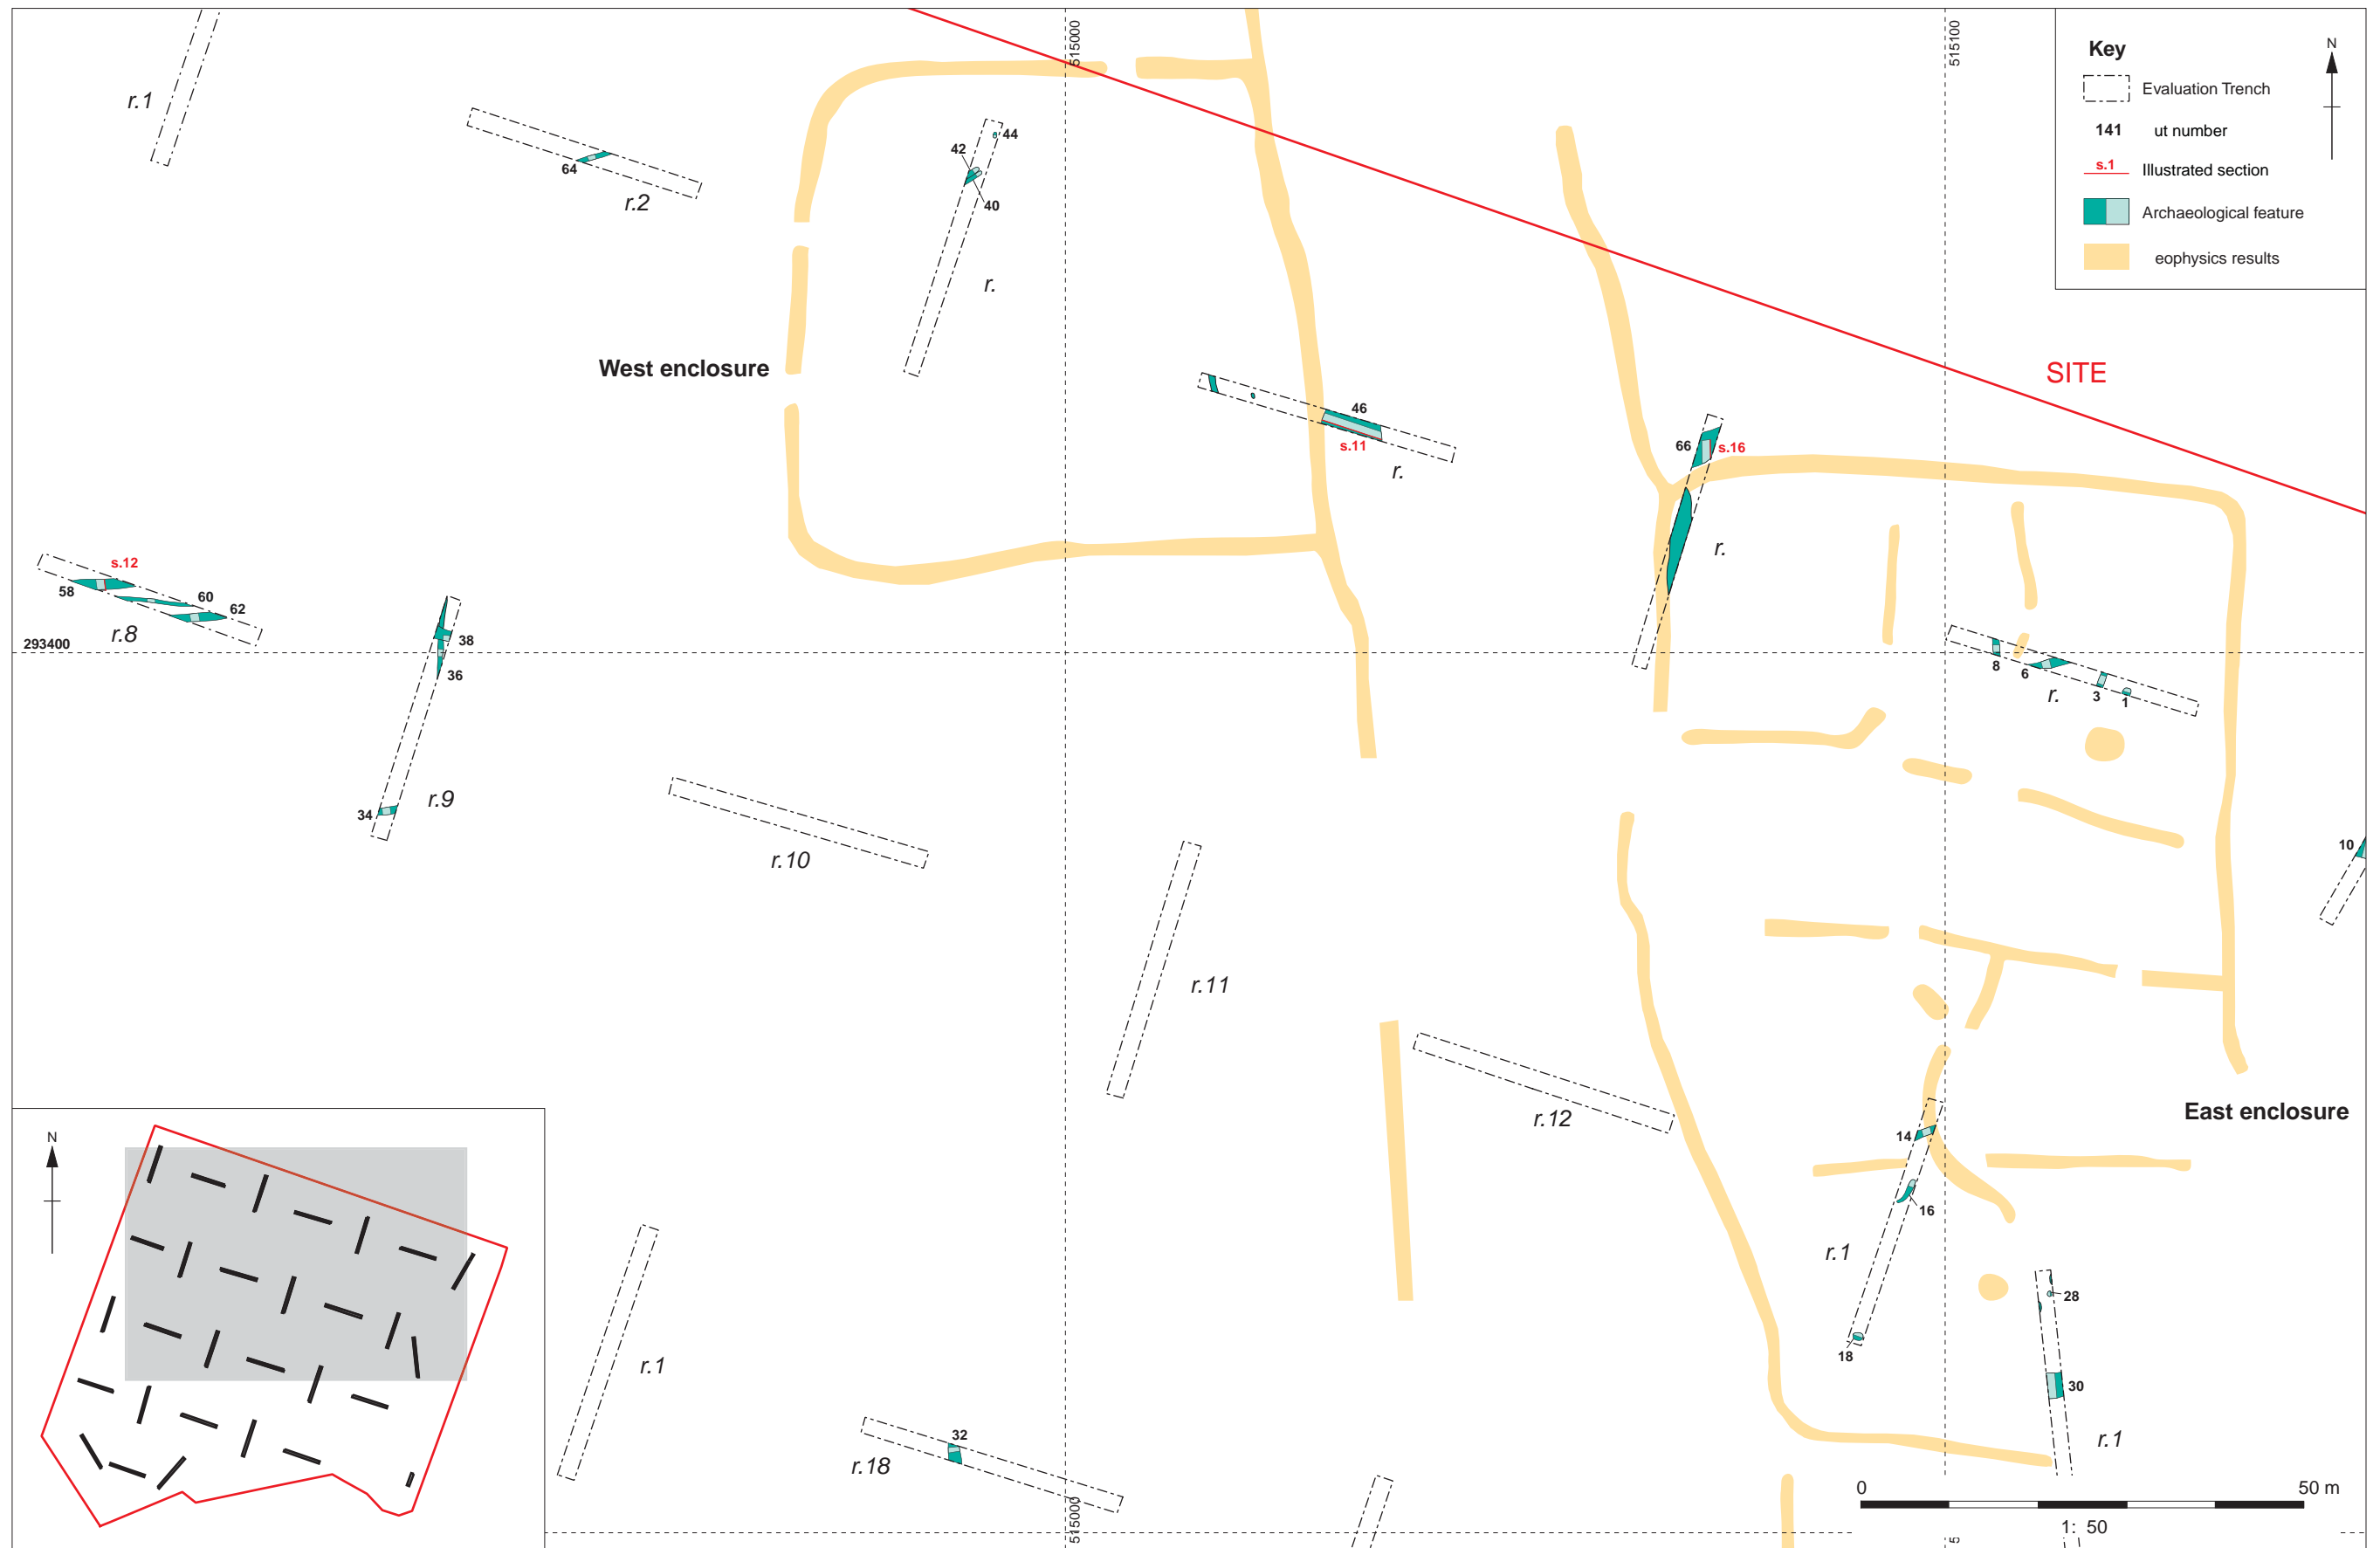 515000
515100
Key
N
Evaluation Trench
141 ut number
s.1 Illustrated section
Archaeological feature
eophysics results
r.1
64
r.2
42
44
40
r.
West enclosure
SITE
46
s.11
r.
66
s.16
r.
s.12
58
60
62
r.8
293400
38
36
34
r.9
8
6
r.
3
1
r.10
10
r.11
r.12
East enclosure
N
14
16
r.1
18
28
30
r.1
r.1
32
r.18
515000
0
50 m
1: 50
5